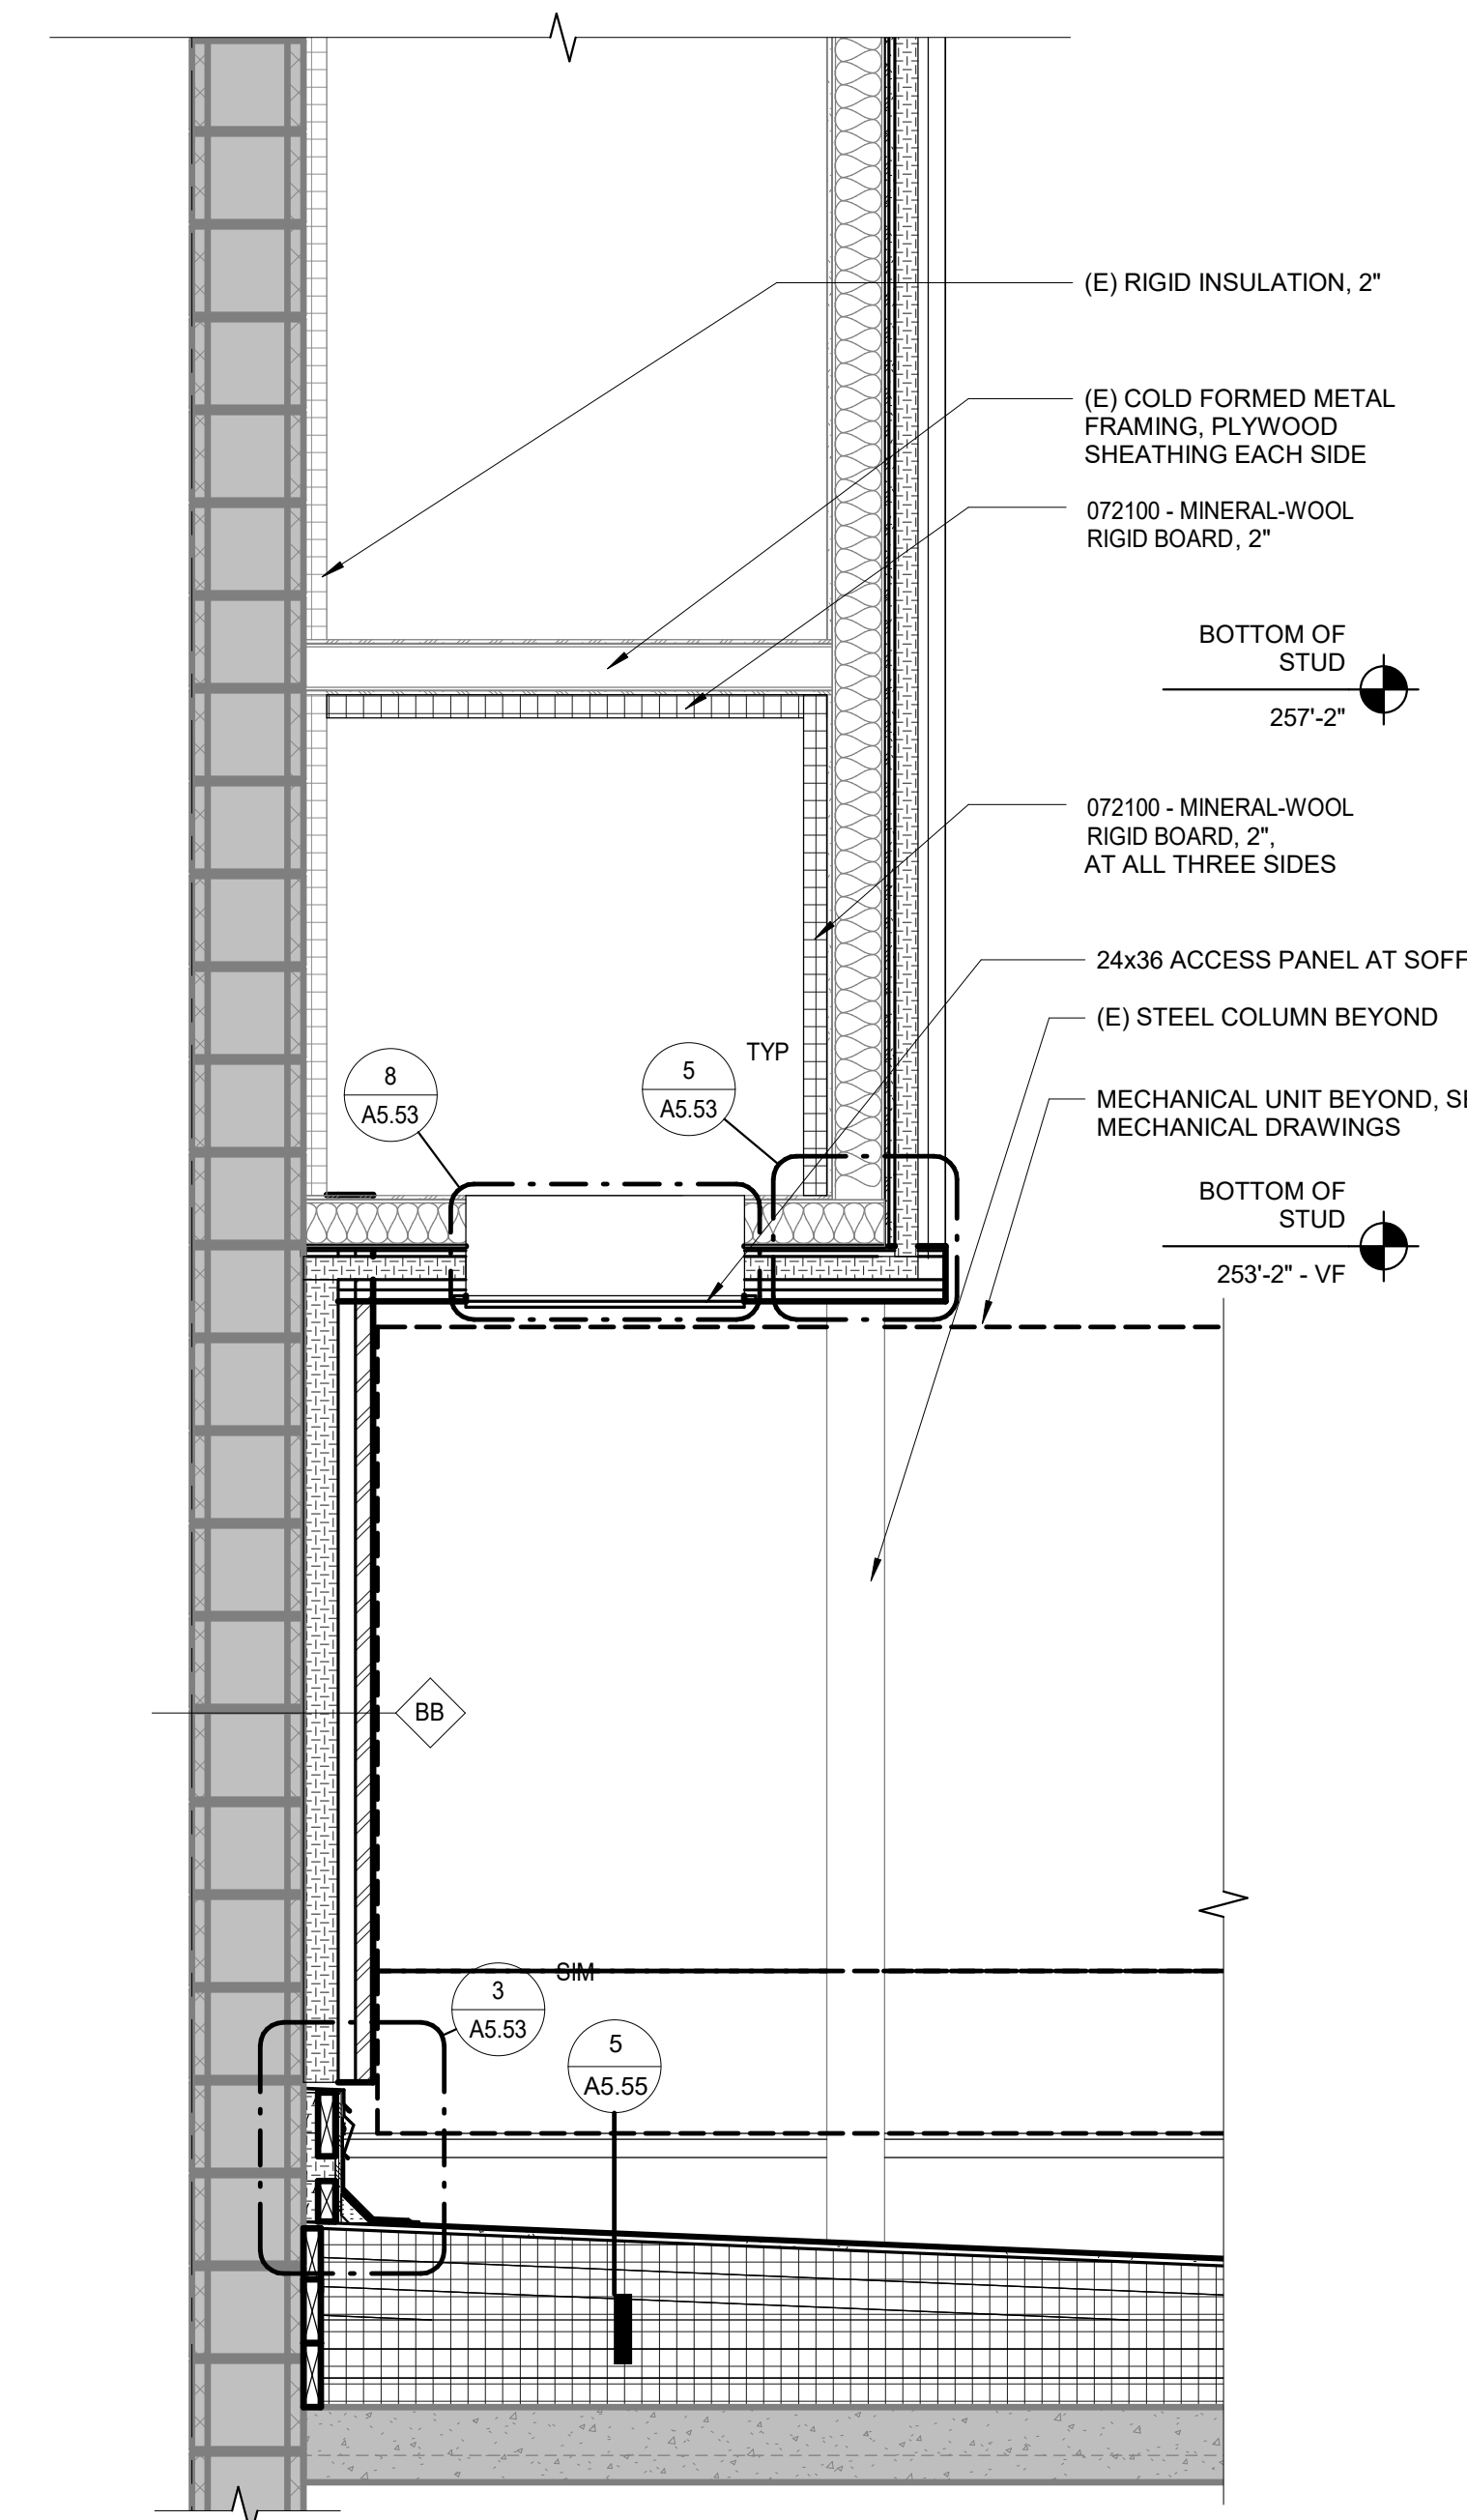 (E) RIGID INSULATION, 2"
(E) COLD FORMED METAL
FRAMING, PLYWOOD
SHEATHING EACH SIDE
072100 - MINERAL-WOOL
RIGID BOARD, 2"
BOTTOM OF
STUD
257'-2"
072100 - MINERAL-WOOL
RIGID BOARD, 2",
AT ALL THREE SIDES
24x36 ACCESS PANEL AT SOFF
(E) STEEL COLUMN BEYOND
TYP
8
A5.53
5
A5.53
MECHANICAL UNIT BEYOND, SE
MECHANICAL DRAWINGS
BOTTOM OF
STUD
253'-2" - VF
BB
SIM
3
A5.53
5
A5.55